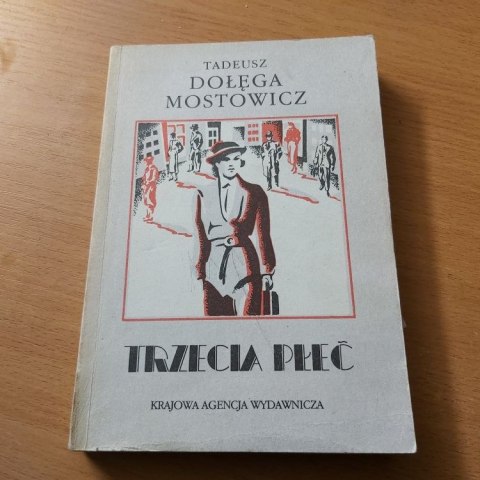 TADEUSZ
DOŁĘGA
MOSTOWICZ
TRZECIA PŁEĆ
KRAJOWA AGENCJA WYDAWNICZA